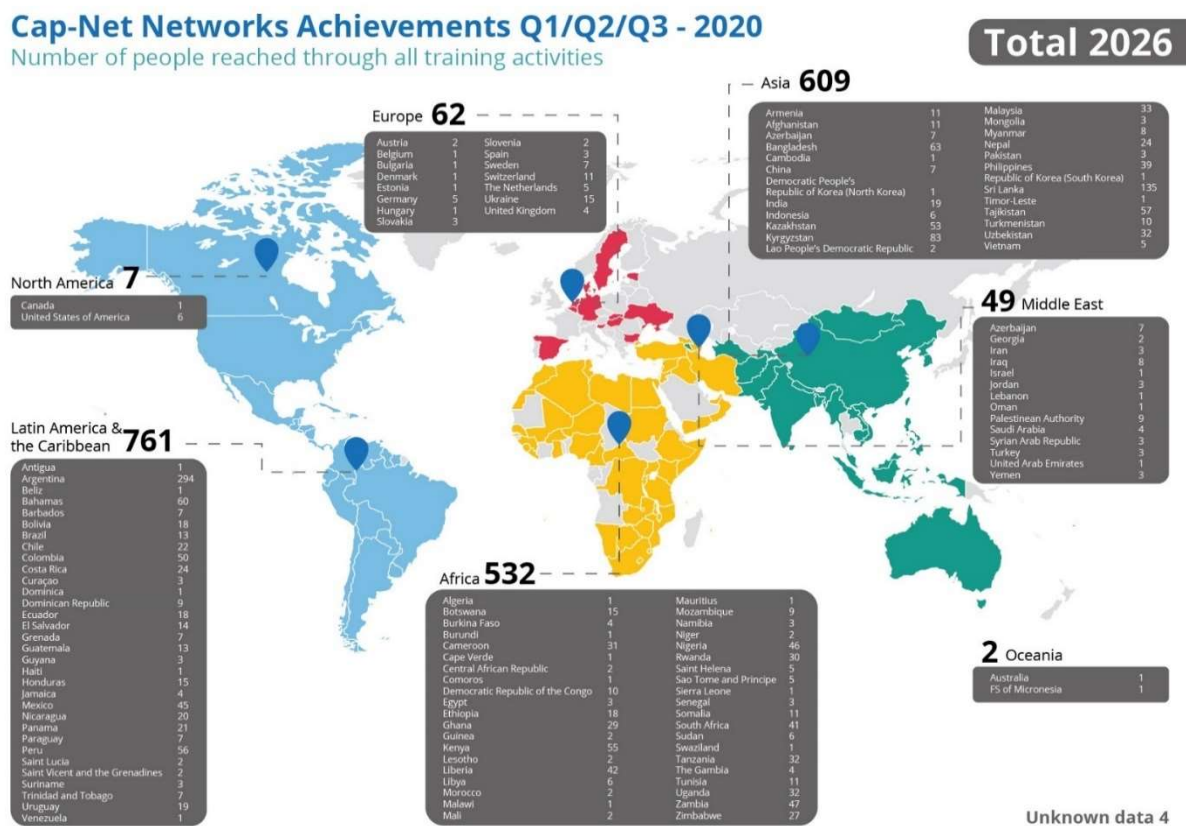 Cap-Net Networks Achievements Q1/Q2/Q3 - 2020
Number of people reached through all training activities
Total 2026
Europe 62
Austria 2
Belgium 1
Bulgaria 1
Denmark 1
Estonia 1
Germany 5
Hungary 1
Slovakia 3
Slovenia 2
Spain 3
Sweden 7
Switzerland 11
The Netherlands 5
Ukraine 15
United Kingdom 4
Asia 609
Armenia 11
Afghanistan 11
Azerbaijan 7
Bangladesh 63
Cambodia 1
China 7
Democratic People's
Republic of Korea (North Korea) 1
India 19
Indonesia 6
Kazakhstan 53
Kyrgyzstan 83
Lao People's Democratic Republic 2
Malaysia 33
Mongolia 3
Myanmar 8
Nepal 24
Pakistan 3
Philippines 39
Republic of Korea (South Korea) 1
Sri Lanka 135
Timor-Leste 1
Tajikistan 57
Turkmenistan 10
Uzbekistan 32
Vietnam 5
North America 7
Canada 1
United States of America 6
49 Middle East
Azerbaijan 7
Georgia 2
Iran 3
Iraq 8
Israel 1
Jordan 3
Lebanon 1
Oman 1
Palestinean Authority 9
Saudi Arabia 4
Syrian Arab Republic 3
Turkey 3
United Arab Emirates 1
Yemen 3
Latin America &
the Caribbean 761
Antigua 1
Argentina 294
Beliz 1
Bahamas 60
Barbados 7
Bolivia 18
Brazil 13
Chile 22
Colombia 50
Costa Rica 24
Curaçao 3
Dominica 1
Dominican Republic 9
Ecuador 18
El Salvador 14
Grenada 7
Guatemala 13
Guyana 3
Haiti 1
Honduras 15
Jamaica 4
Mexico 45
Nicaragua 20
Panama 21
Paraguay 7
Peru 56
Saint Lucia 2
Saint Vicent and the Grenadines 2
Suriname 3
Trinidad and Tobago 7
Uruguay 19
Venezuela 1
Africa 532
Algeria 1
Botswana 15
Burkina Faso 4
Burundi 1
Cameroon 31
Cape Verde 1
Central African Republic 2
Comoros 1
Democratic Republic of the Congo 10
Egypt 3
Ethiopia 18
Ghana 29
Guinea 2
Kenya 55
Lesotho 2
Liberia 42
Libya 6
Morocco 2
Malawi 1
Mali 2
Mauritius 1
Mozambique 9
Namibia 3
Niger 2
Nigeria 46
Rwanda 30
Saint Helena 5
Sao Tome and Principe 5
Sierra Leone 1
Senegal 3
Somalia 11
South Africa 41
Sudan 6
Swaziland 1
Tanzania 32
The Gambia 4
Tunisia 11
Uganda 32
Zambia 47
Zimbabwe 27
2 Oceania
Australia 1
FS of Micronesia 1
Unknown data 4